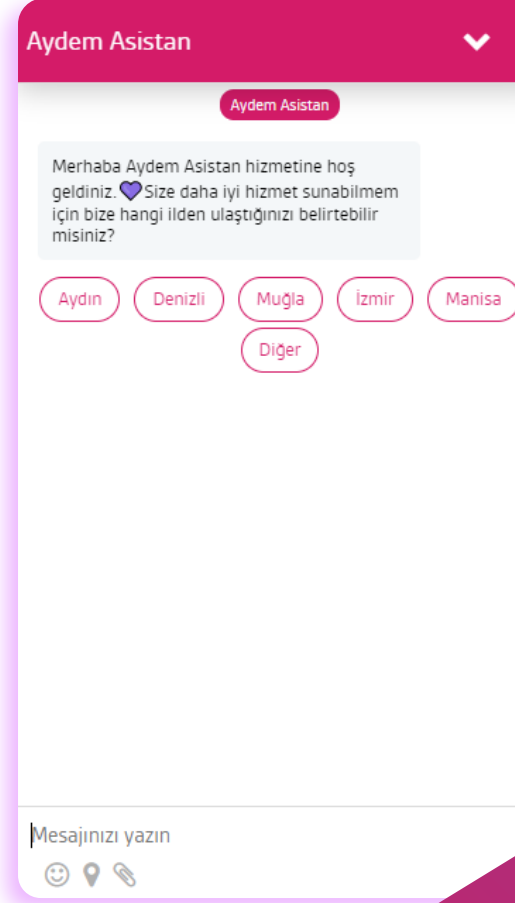 Aydem Asistan
Aydem Asistan
Merhaba Aydem Asistan hizmetine hoş
geldiniz. 💜Size daha iyi hizmet sunabilmem
için bize hangi ilden ulaştığınızı belirtebilir
misiniz?
Aydın Denizli Muğla İzmir Manisa
Diğer
Mesajınızı yazın